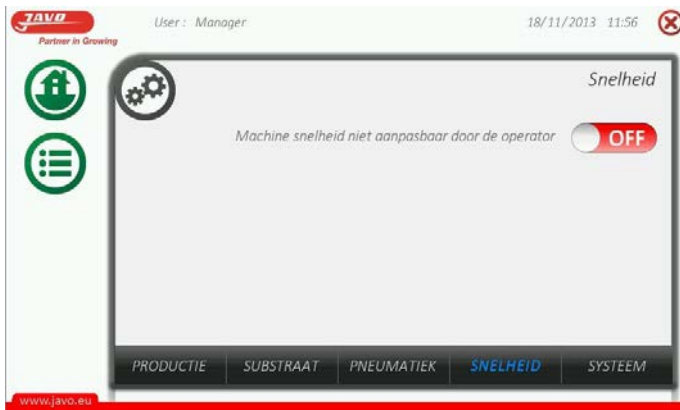 JAVO
Partner in Growing
User : Manager
18/11/2013 11:56
Snelheid
Machine snelheid niet aanpasbaar door de operator
OFF
PRODUCTIE SUBSTRAAT PNEUMATIEK SNELHEID SYSTEEM
www.javo.eu